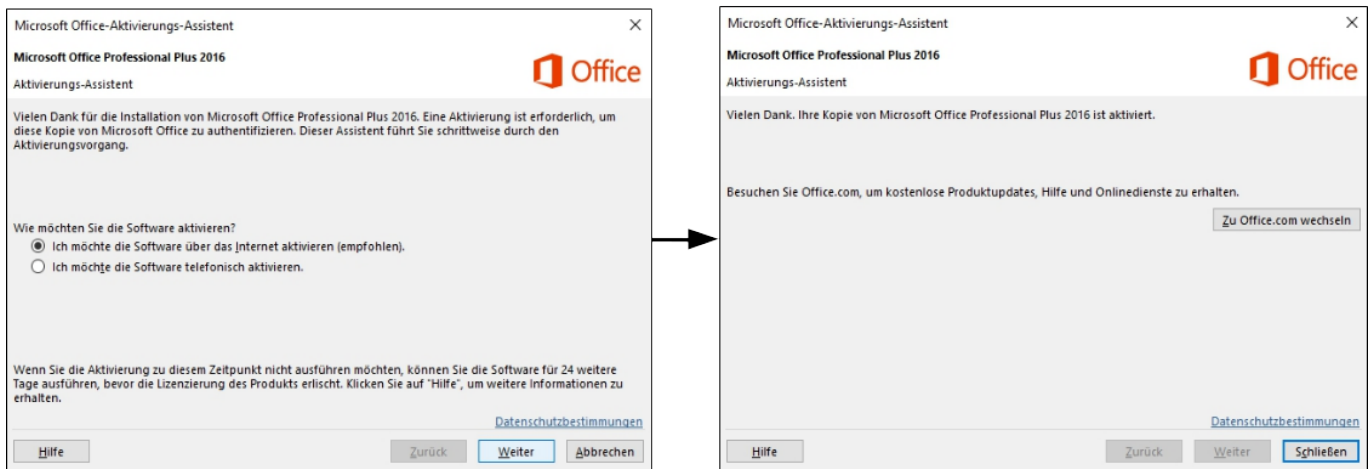 Microsoft Office-Aktivierungs-Assistent
Microsoft Office Professional Plus 2016
Office
Aktivierungs-Assistent
Vielen Dank für die Installation von Microsoft Office Professional Plus 2016. Eine Aktivierung ist erforderlich, um
diese Kopie von Microsoft Office zu authentifizieren. Dieser Assistent führt Sie schrittweise durch den
Aktivierungsvorgang.
Wie möchten Sie die Software aktivieren?
Ich möchte die Software über das Internet aktivieren (empfohlen).
Ich möchte die Software telefonisch aktivieren.
Wenn Sie die Aktivierung zu diesem Zeitpunkt nicht ausführen möchten, können Sie die Software für 24 weitere
Tage ausführen, bevor die Lizenzierung des Produkts erlischt. Klicken Sie auf "Hilfe", um weitere Informationen zu
erhalten.
Datenschutzbestimmungen
Hilfe
Zurück
Weiter
Abbrechen
Microsoft Office-Aktivierungs-Assistent
Microsoft Office Professional Plus 2016
Office
Aktivierungs-Assistent
Vielen Dank. Ihre Kopie von Microsoft Office Professional Plus 2016 ist aktiviert.
Besuchen Sie Office.com, um kostenlose Produktupdates, Hilfe und Onlinedienste zu erhalten.
Zu Office.com wechseln
Datenschutzbestimmungen
Hilfe
Zurück
Weiter
Schließen